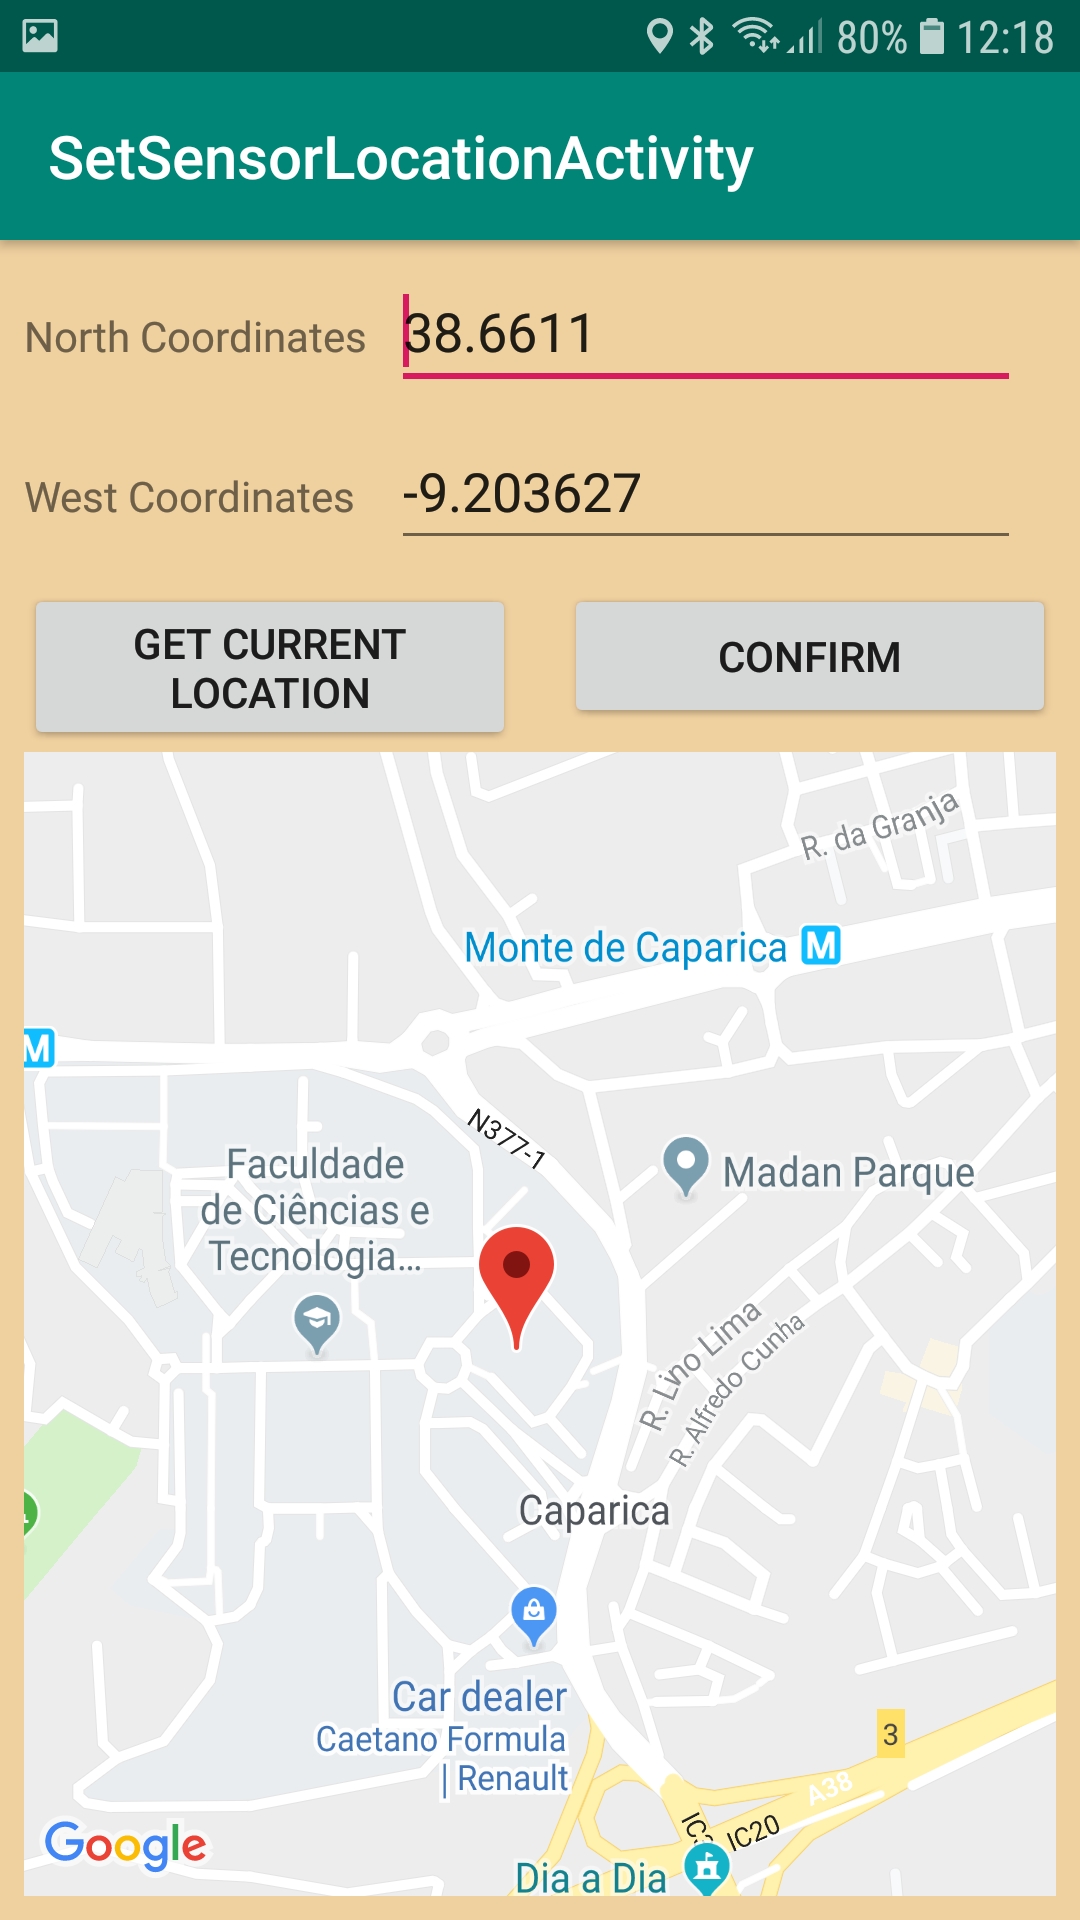 80% 12:18
SetSensorLocationActivity
North Coordinates 38.6611
West Coordinates -9.203627
GET CURRENT
LOCATION
CONFIRM
R. da Granja
Monte de Caparica M
M
N377-1
Faculdade
de Ciências e
Tecnologia...
Madan Parque
R. Lino Lima
R. Alfredo Cunha
Caparica
Car dealer
Caetano Formula
| Renault
3
A38
IC20
Google
Dia a Dia